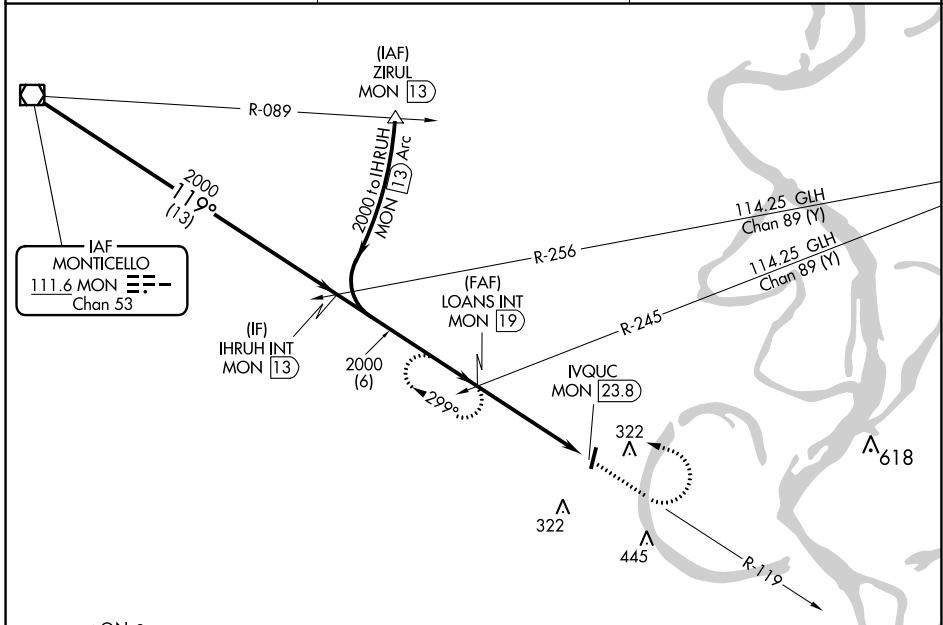 (IAF)
ZIRUL
MON 13
R-089
2000 to IHRUH
MON 13 Arc
2000
119°
(13)
IAF
MONTICELLO
111.6 MON
Chan 53
114.25 GLH
Chan 89 (Y)
R-256
114.25 GLH
Chan 89 (Y)
R-245
(FAF)
LOANS INT
MON 19
(IF)
IHRUH INT
MON 13
2000
(6)
299°
IVQUC
MON 23.8
322
618
322
445
R-119